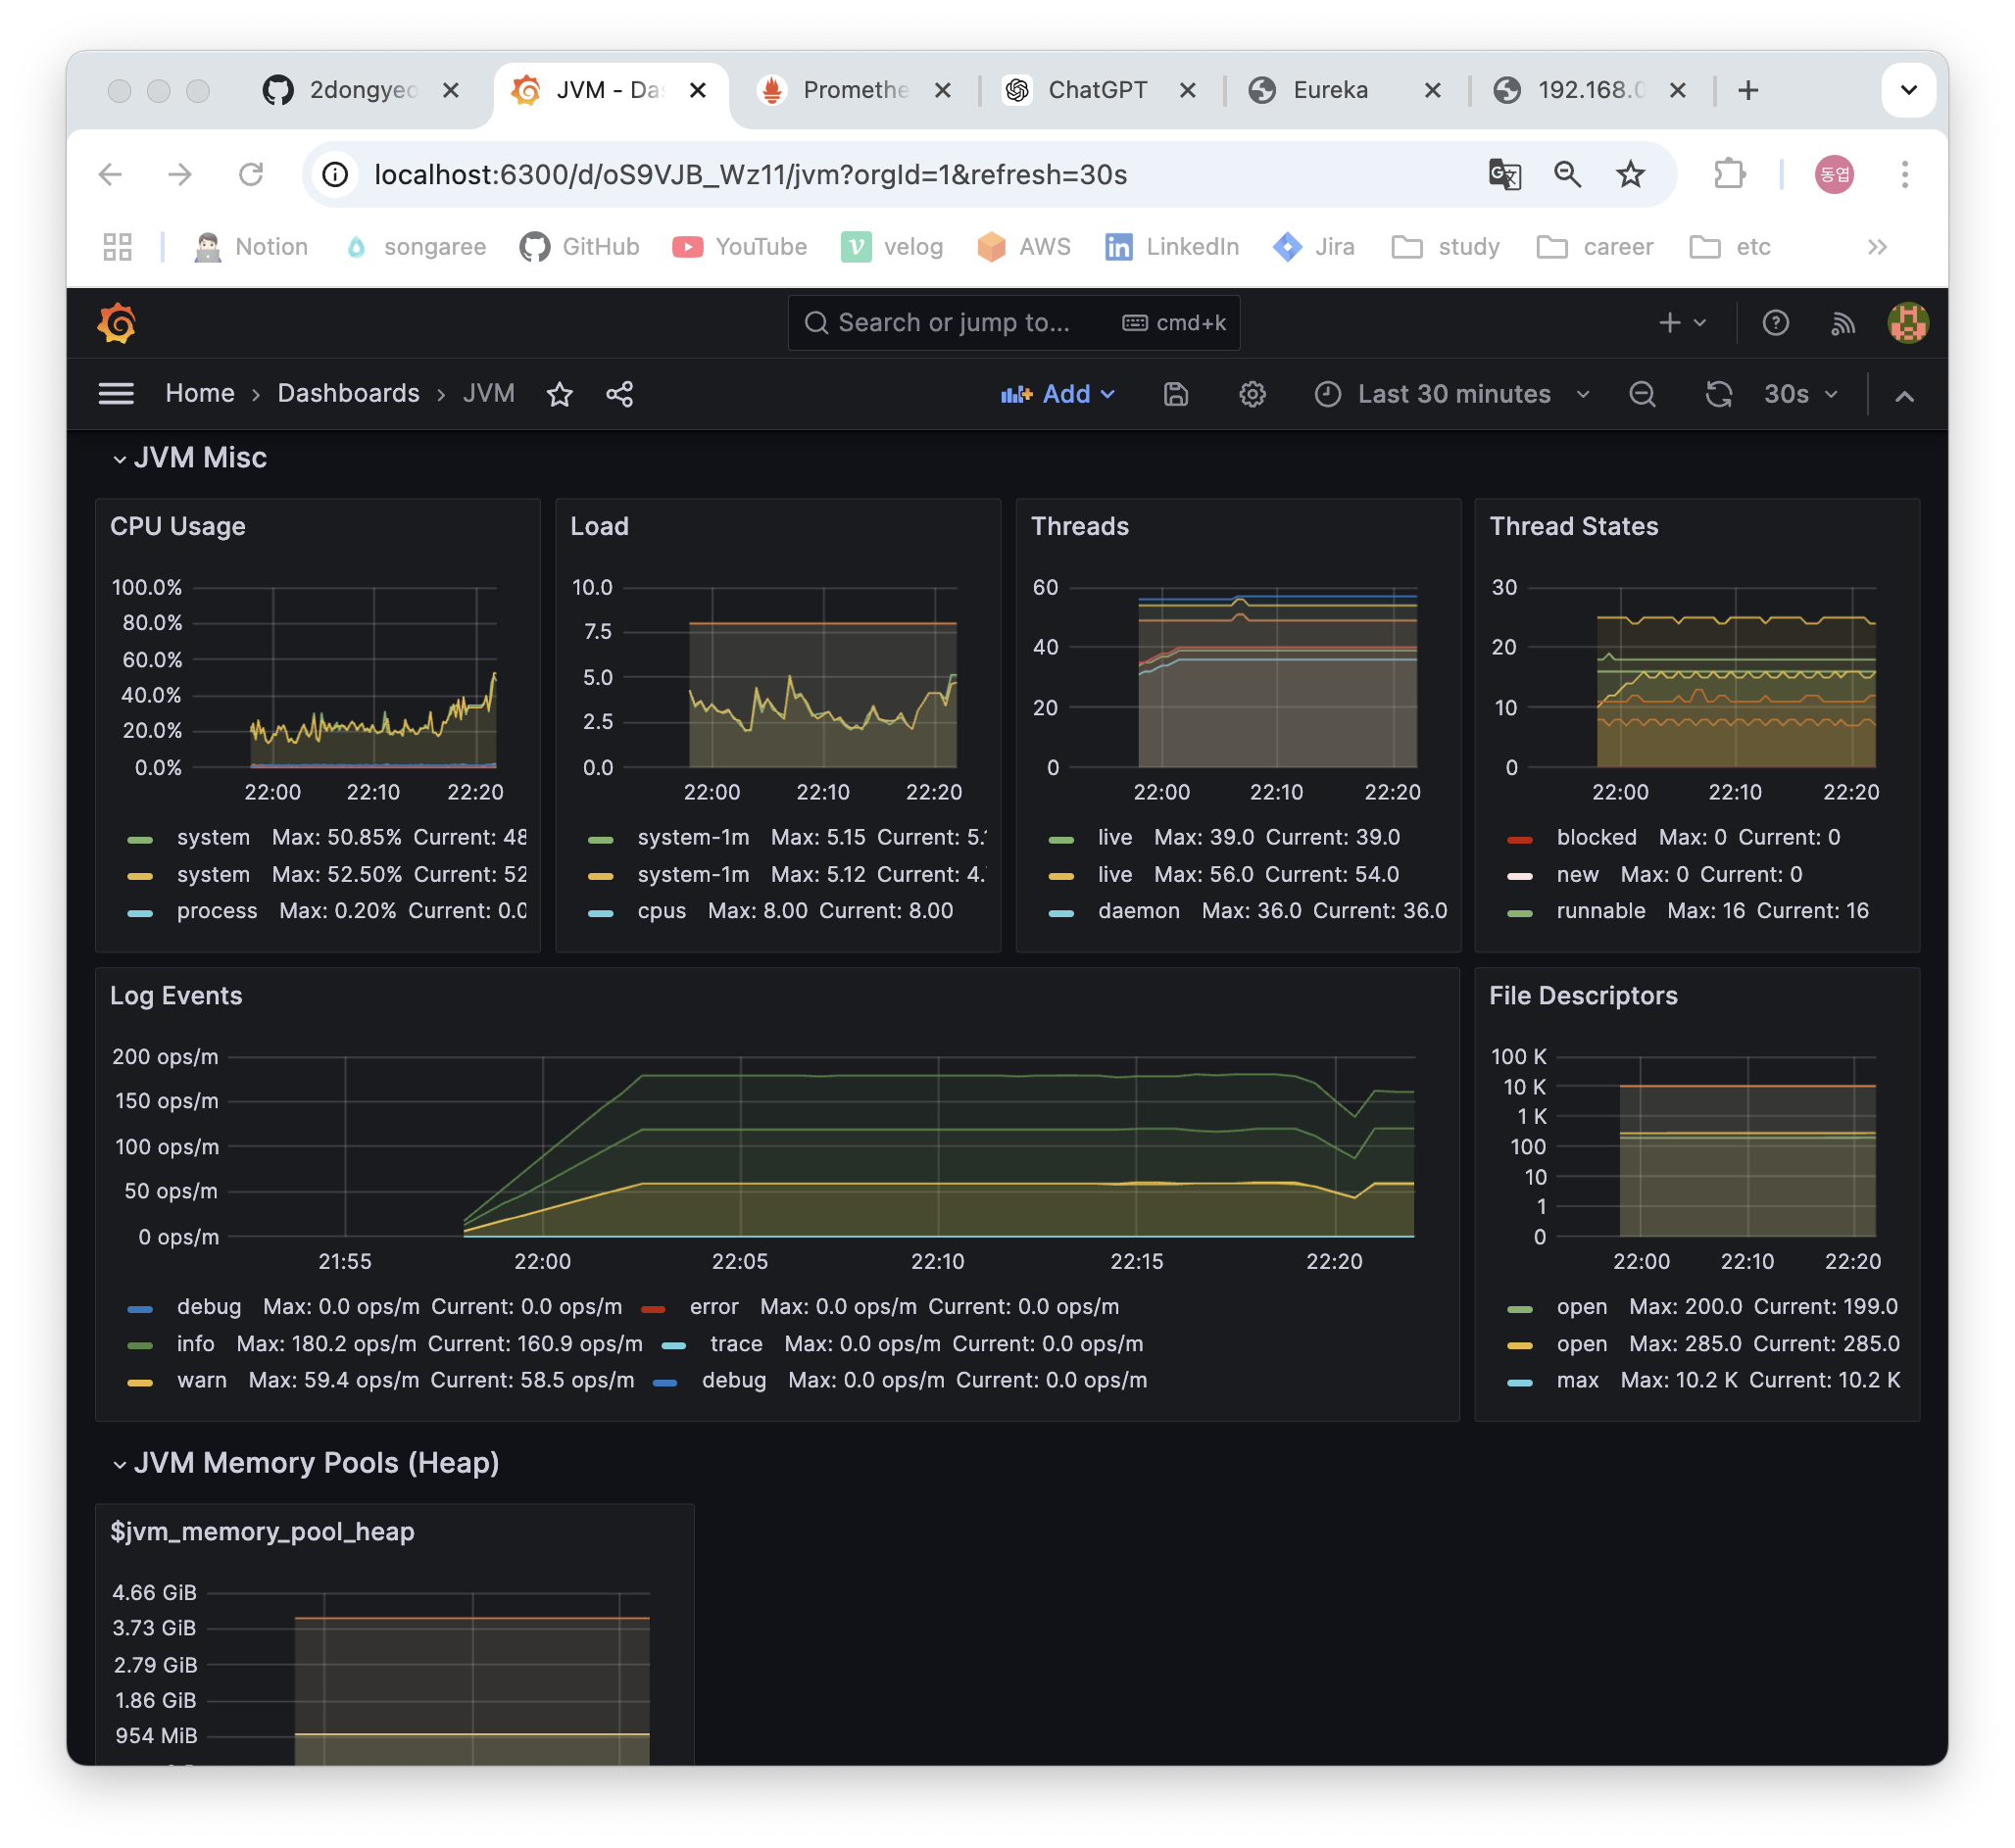 2dongyeo
JVM - Das
Promethe
ChatGPT
Eureka
192.168.0
localhost:6300/d/oS9VJB_Wz11/jvm?orgId=1&refresh=30s
동엽
Notion songaree GitHub YouTube velog AWS LinkedIn Jira study career etc
Search or jump to... cmd+k
Home › Dashboards › JVM
Add
Last 30 minutes
30s
JVM Misc
CPU Usage
100.0%
80.0%
60.0%
40.0%
20.0%
0.0%
22:00 22:10 22:20
system Max: 50.85% Current: 48
system Max: 52.50% Current: 52
process Max: 0.20% Current: 0.0
Load
10.0
7.5
5.0
2.5
0.0
22:00 22:10 22:20
system-1m Max: 5.15 Current: 5.1
system-1m Max: 5.12 Current: 4.
cpus Max: 8.00 Current: 8.00
Threads
60
40
20
0
22:00 22:10 22:20
live Max: 39.0 Current: 39.0
live Max: 56.0 Current: 54.0
daemon Max: 36.0 Current: 36.0
Thread States
30
20
10
0
22:00 22:10 22:20
blocked Max: 0 Current: 0
new Max: 0 Current: 0
runnable Max: 16 Current: 16
Log Events
200 ops/m
150 ops/m
100 ops/m
50 ops/m
0 ops/m
21:55 22:00 22:05 22:10 22:15 22:20
debug Max: 0.0 ops/m Current: 0.0 ops/m error Max: 0.0 ops/m Current: 0.0 ops/m
info Max: 180.2 ops/m Current: 160.9 ops/m trace Max: 0.0 ops/m Current: 0.0 ops/m
warn Max: 59.4 ops/m Current: 58.5 ops/m debug Max: 0.0 ops/m Current: 0.0 ops/m
File Descriptors
100 K
10 K
1 K
100
10
1
0
22:00 22:10 22:20
open Max: 200.0 Current: 199.0
open Max: 285.0 Current: 285.0
max Max: 10.2 K Current: 10.2 K
JVM Memory Pools (Heap)
$jvm_memory_pool_heap
4.66 GiB
3.73 GiB
2.79 GiB
1.86 GiB
954 MiB